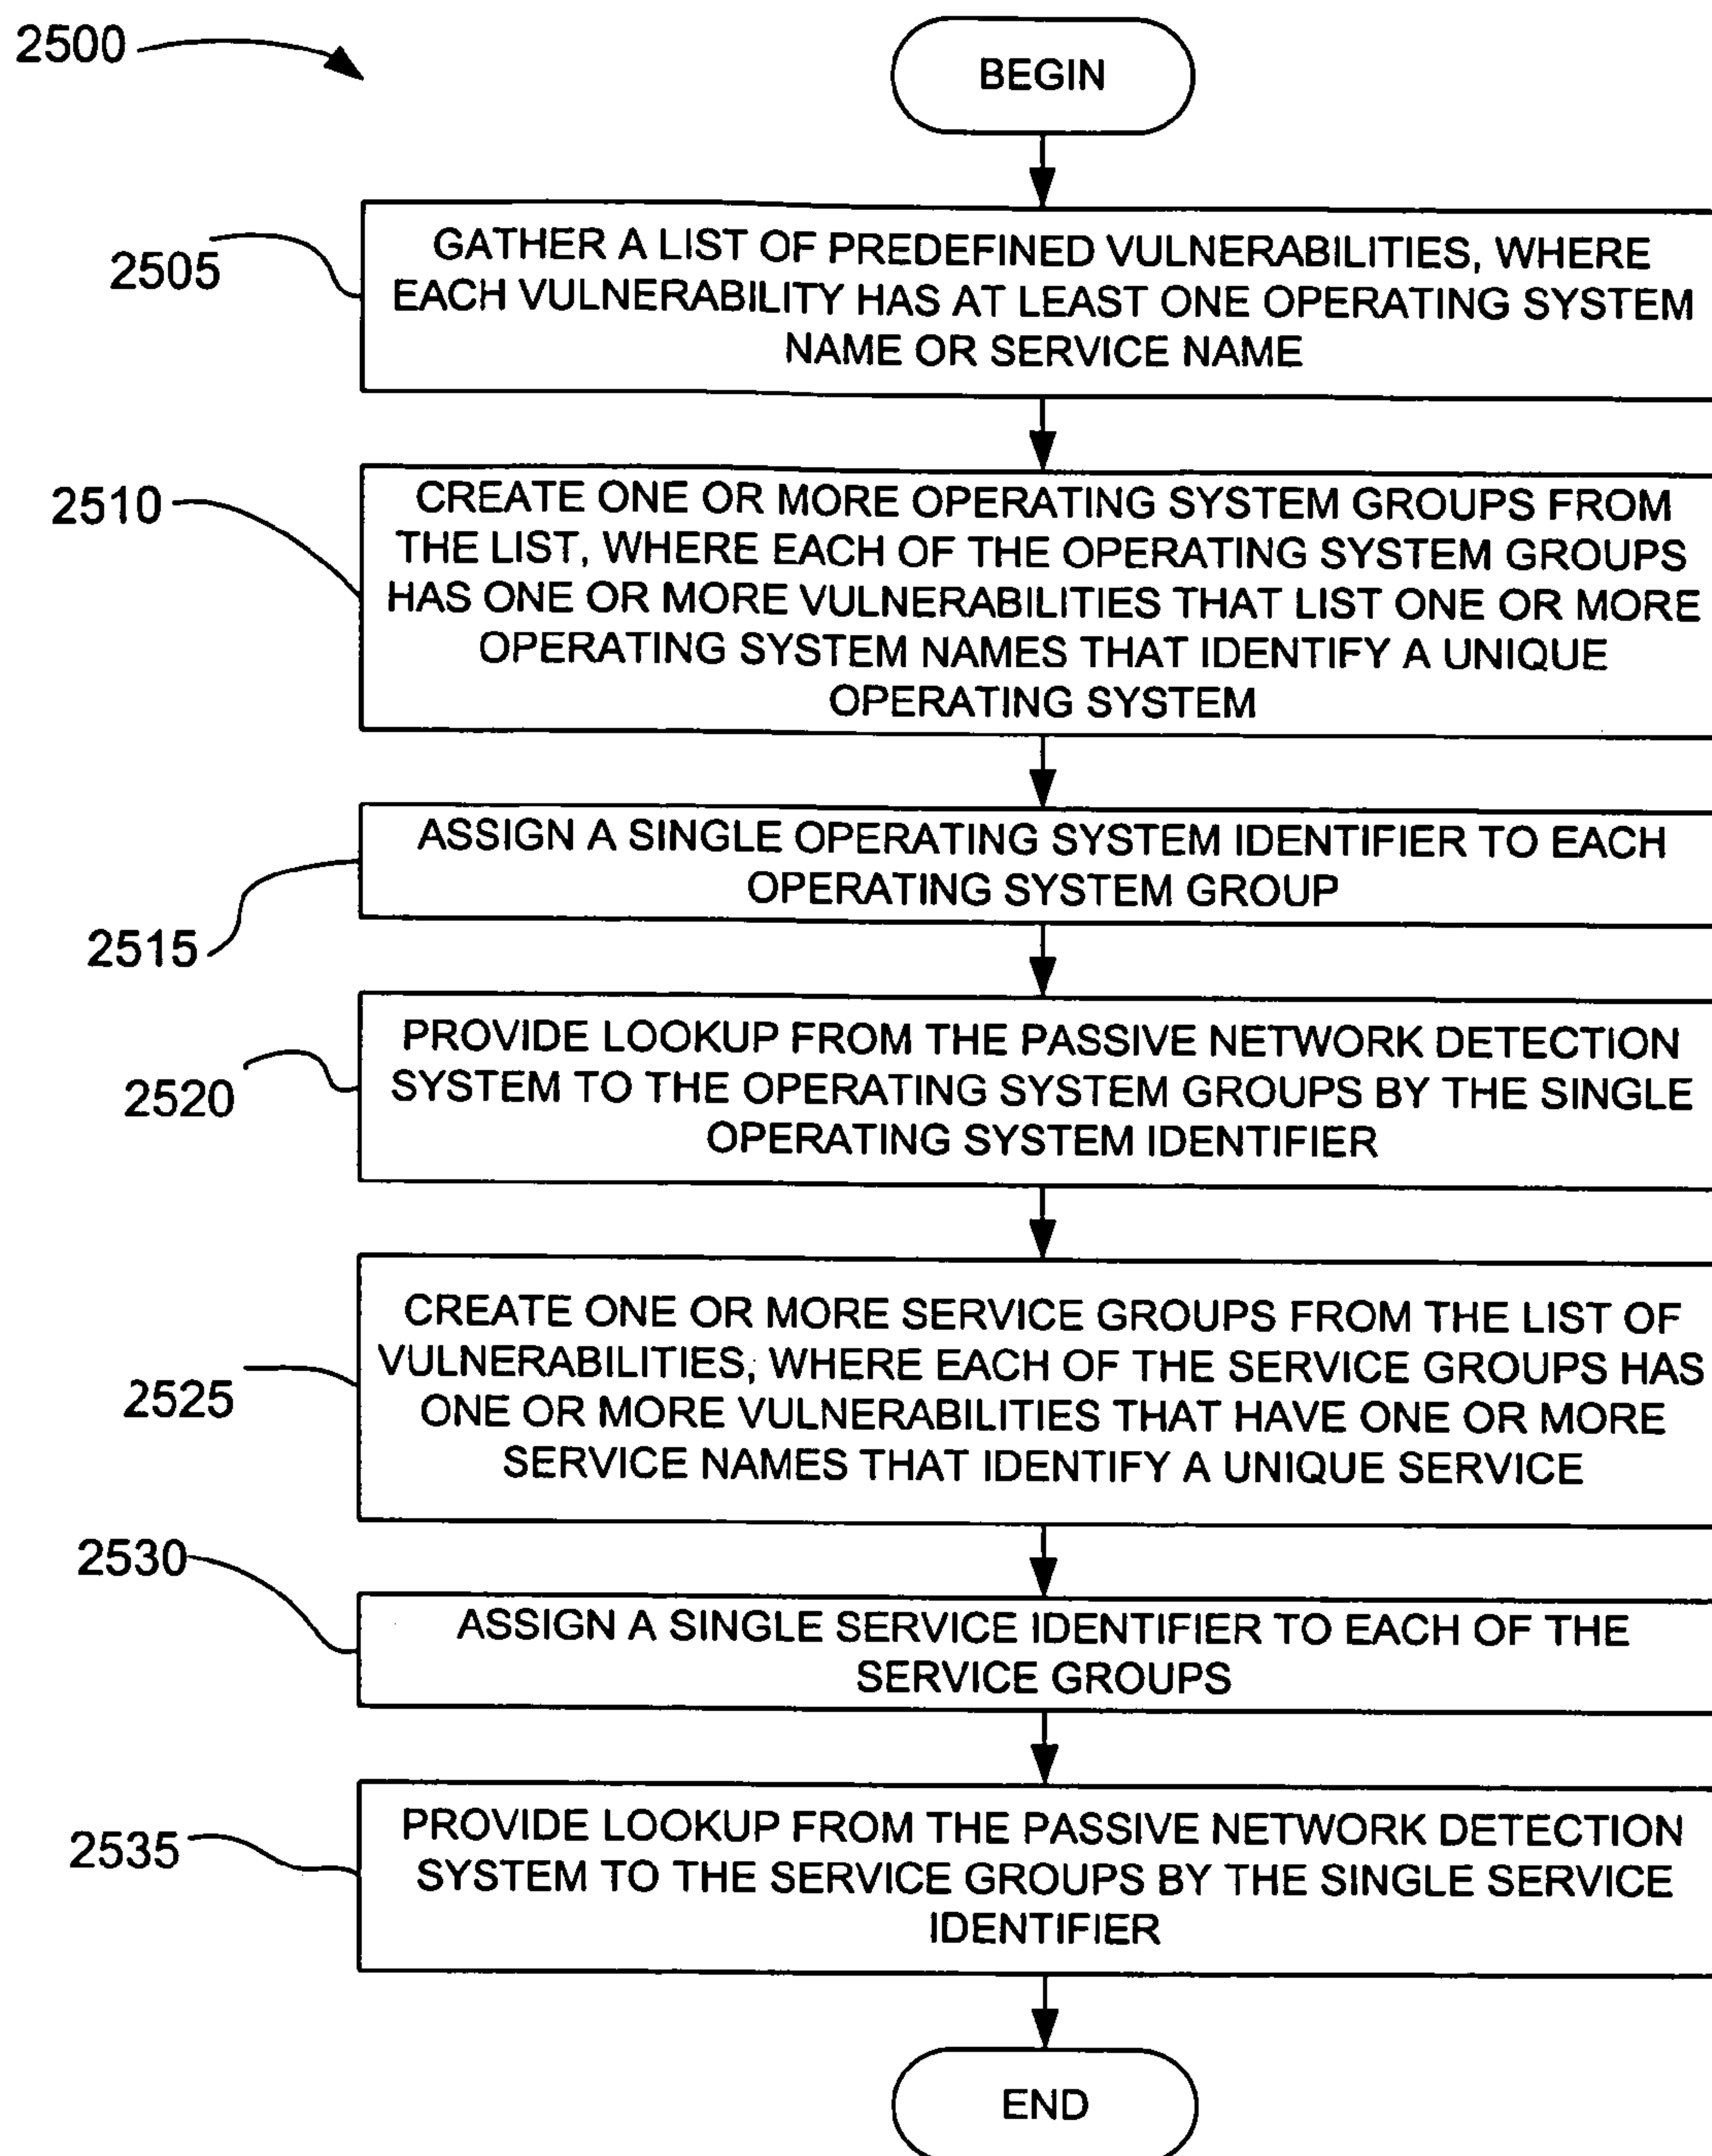 2500
BEGIN
2505
GATHER A LIST OF PREDEFINED VULNERABILITIES, WHERE
EACH VULNERABILITY HAS AT LEAST ONE OPERATING SYSTEM
NAME OR SERVICE NAME
2510
CREATE ONE OR MORE OPERATING SYSTEM GROUPS FROM
THE LIST, WHERE EACH OF THE OPERATING SYSTEM GROUPS
HAS ONE OR MORE VULNERABILITIES THAT LIST ONE OR MORE
OPERATING SYSTEM NAMES THAT IDENTIFY A UNIQUE
OPERATING SYSTEM
2515
ASSIGN A SINGLE OPERATING SYSTEM IDENTIFIER TO EACH
OPERATING SYSTEM GROUP
2520
PROVIDE LOOKUP FROM THE PASSIVE NETWORK DETECTION
SYSTEM TO THE OPERATING SYSTEM GROUPS BY THE SINGLE
OPERATING SYSTEM IDENTIFIER
2525
CREATE ONE OR MORE SERVICE GROUPS FROM THE LIST OF
VULNERABILITIES, WHERE EACH OF THE SERVICE GROUPS HAS
ONE OR MORE VULNERABILITIES THAT HAVE ONE OR MORE
SERVICE NAMES THAT IDENTIFY A UNIQUE SERVICE
2530
ASSIGN A SINGLE SERVICE IDENTIFIER TO EACH OF THE
SERVICE GROUPS
2535
PROVIDE LOOKUP FROM THE PASSIVE NETWORK DETECTION
SYSTEM TO THE SERVICE GROUPS BY THE SINGLE SERVICE
IDENTIFIER
END